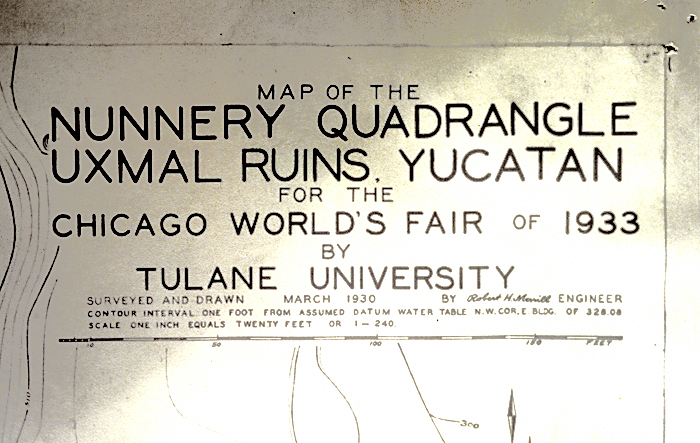 MAP OF THE
NUNNERY QUADRANGLE
UXMAL RUINS, YUCATAN
FOR THE
CHICAGO WORLD'S FAIR OF 1933
BY
TULANE UNIVERSITY
SURVEYED AND DRAWN MARCH 1930 BY Robert H. Merrill ENGINEER
CONTOUR INTERVAL: ONE FOOT FROM ASSUMED DATUM WATER TABLE N.W. COR. E. BLDG. OF 328.08
SCALE ONE INCH EQUALS TWENTY FEET OR 1 — 240.
10 50 100 150 FEET
300